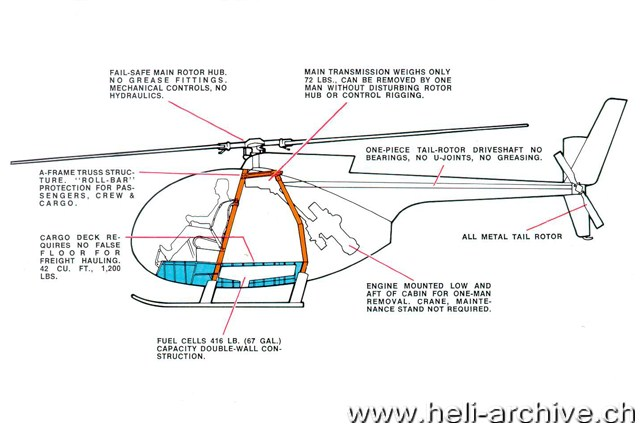 FAIL-SAFE MAIN ROTOR HUB.
NO GREASE FITTINGS.
MECHANICAL CONTROLS, NO
HYDRAULICS.
MAIN TRANSMISSION WEIGHS ONLY
72 LBS., CAN BE REMOVED BY ONE
MAN WITHOUT DISTURBING ROTOR
HUB OR CONTROL RIGGING.
ONE-PIECE TAIL-ROTOR DRIVESHAFT NO
BEARINGS, NO U-JOINTS, NO GREASING.
A-FRAME TRUSS STRUC-
TURE. "ROLL-BAR"
PROTECTION FOR PAS-
SENGERS, CREW &
CARGO.
CARGO DECK RE-
QUIRES NO FALSE
FLOOR FOR
FREIGHT HAULING.
42 CU. FT., 1,200
LBS.
ALL METAL TAIL ROTOR
ENGINE MOUNTED LOW AND
AFT OF CABIN FOR ONE-MAN
REMOVAL. CRANE, MAINTE-
NANCE STAND NOT REQUIRED.
FUEL CELLS 416 LB. (67 GAL.)
CAPACITY DOUBLE-WALL CON-
STRUCTION.
www.heli-archive.ch